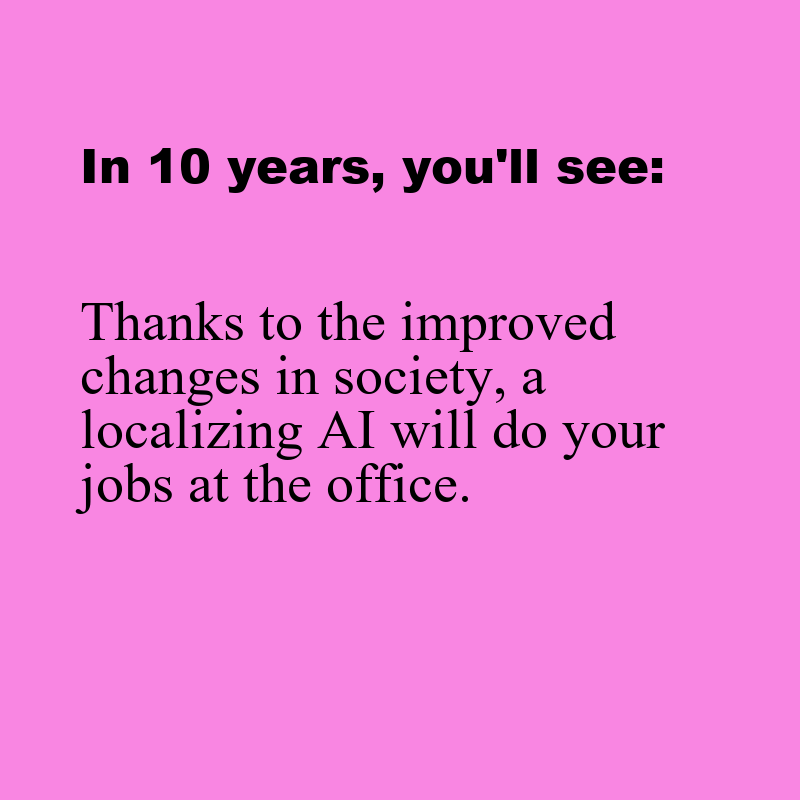 In 10 years, you'll see:
Thanks to the improved
changes in society, a
localizing AI will do your
jobs at the office.